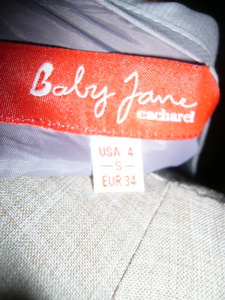 Baby Jane
cacharel
USA 4
-S-
EUR 34